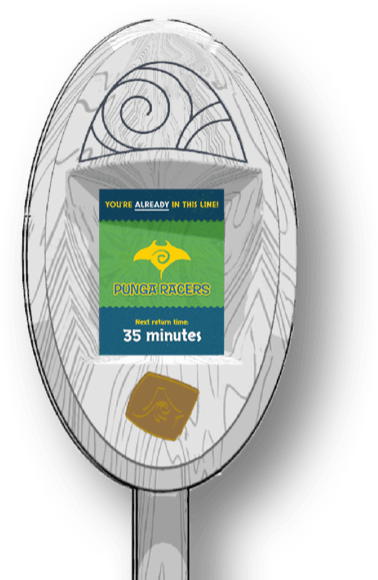 YOU'RE ALREADY IN THIS LINE!
PUNGA RACERS
Next return time:
35 minutes